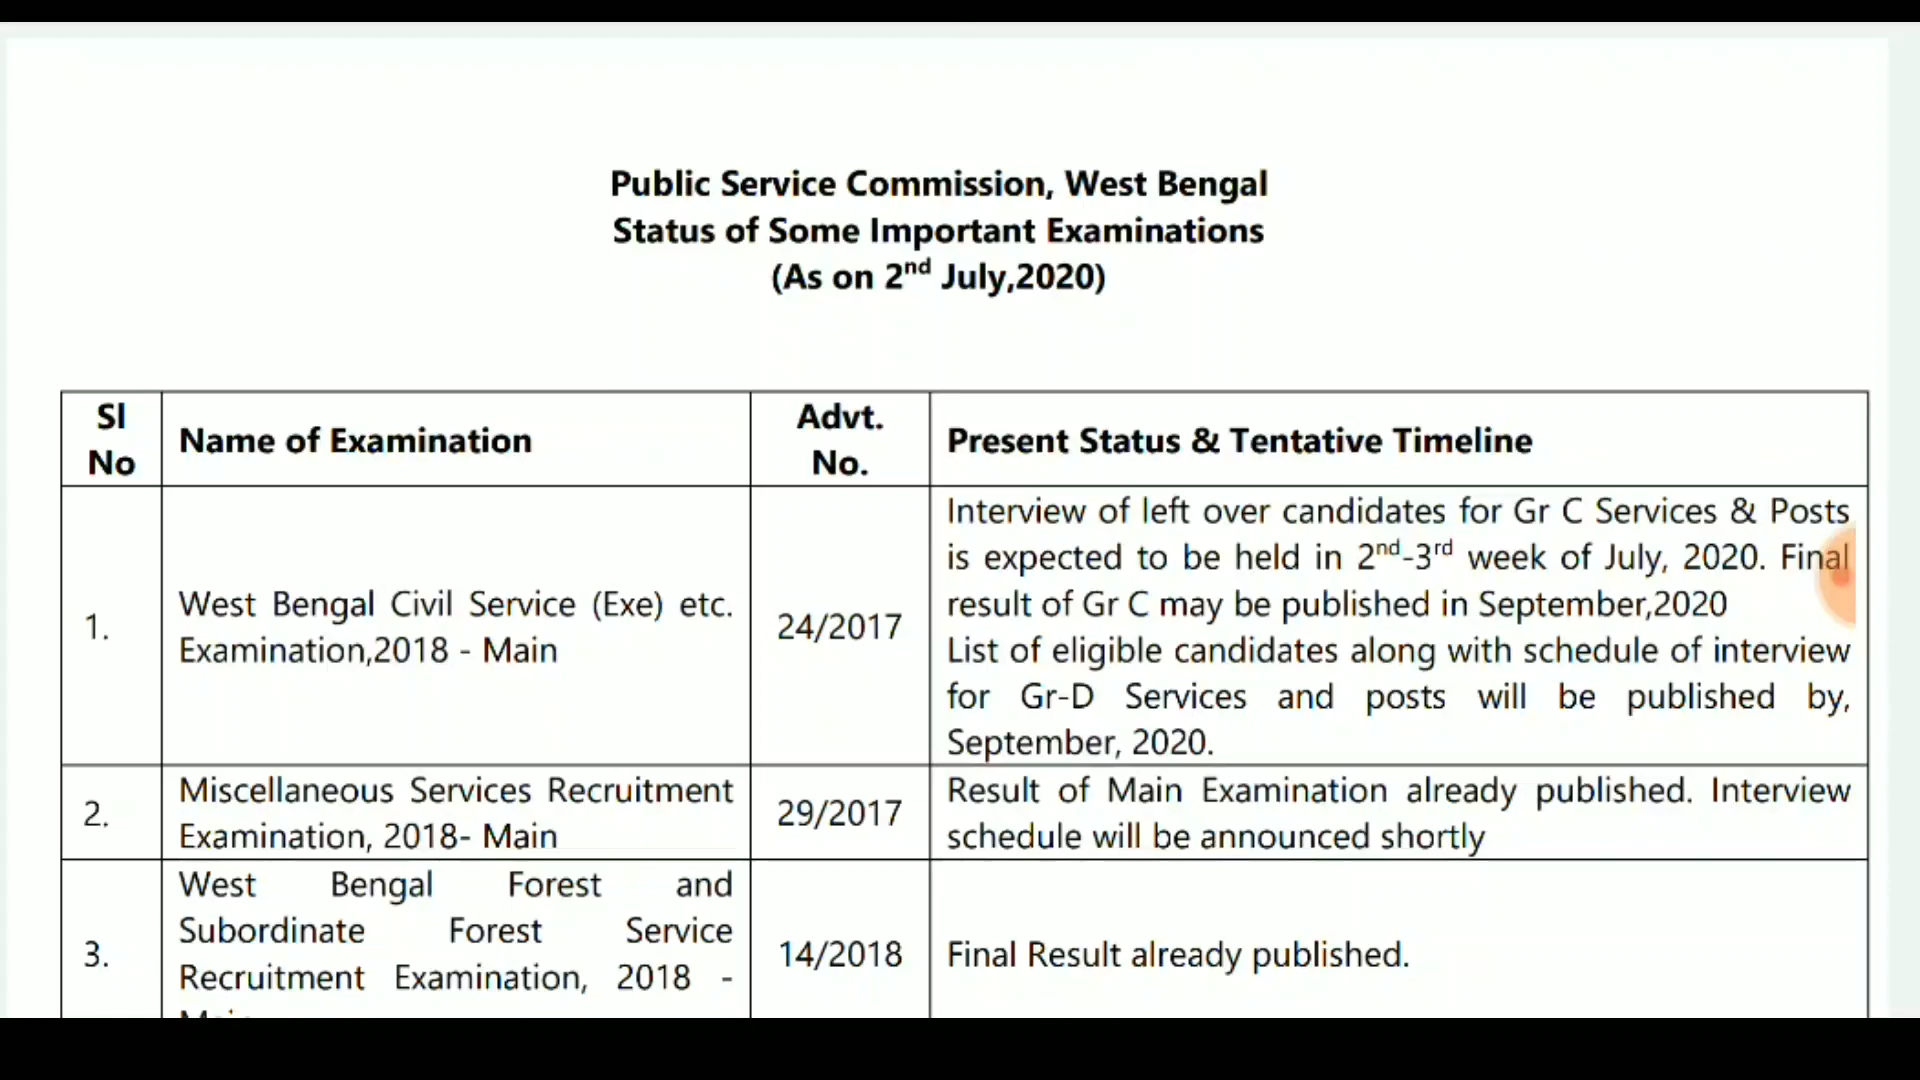 Public Service Commission, West Bengal
Status of Some Important Examinations
(As on 2nd July,2020)
Sl
No
Name of Examination
Advt.
No.
Present Status & Tentative Timeline
1.
West Bengal Civil Service (Exe) etc.
Examination,2018 - Main
24/2017
Interview of left over candidates for Gr C Services & Posts
is expected to be held in 2nd-3rd week of July, 2020. Final
result of Gr C may be published in September,2020
List of eligible candidates along with schedule of interview
for Gr-D Services and posts will be published by,
September, 2020.
2.
Miscellaneous Services Recruitment
Examination, 2018- Main
29/2017
Result of Main Examination already published. Interview
schedule will be announced shortly
3.
West Bengal Forest and
Subordinate Forest Service
Recruitment Examination, 2018 -
14/2018
Final Result already published.